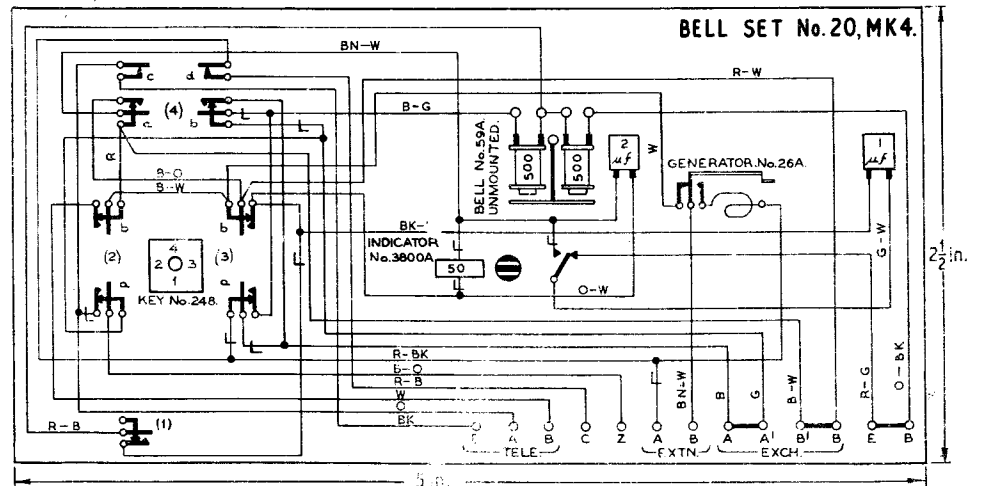 BELL SET No. 20, MK4.
BN-W
R-W
c d
(4)
a b
L
B-G
L
BELL No. 59A.
UNMOUNTED.
500 500
2
µf
W
GENERATOR. No. 26A.
1
µf
R
B-O
B-W
b b
BK-
L
L
G-W
INDICATOR
No. 3800A
50
L
(2) (3)
4
2 3
1
KEY No. 248.
L
O-W
2½ in.
L
L
L
R-BK
b-O
R-B
W
O
BK
L
BN-W
B
G
B-W
R-G
O-BK
R-B
(1)
E A B C Z A B A A' B' B E B
TELE. EXTN. EXCH.
5 in.